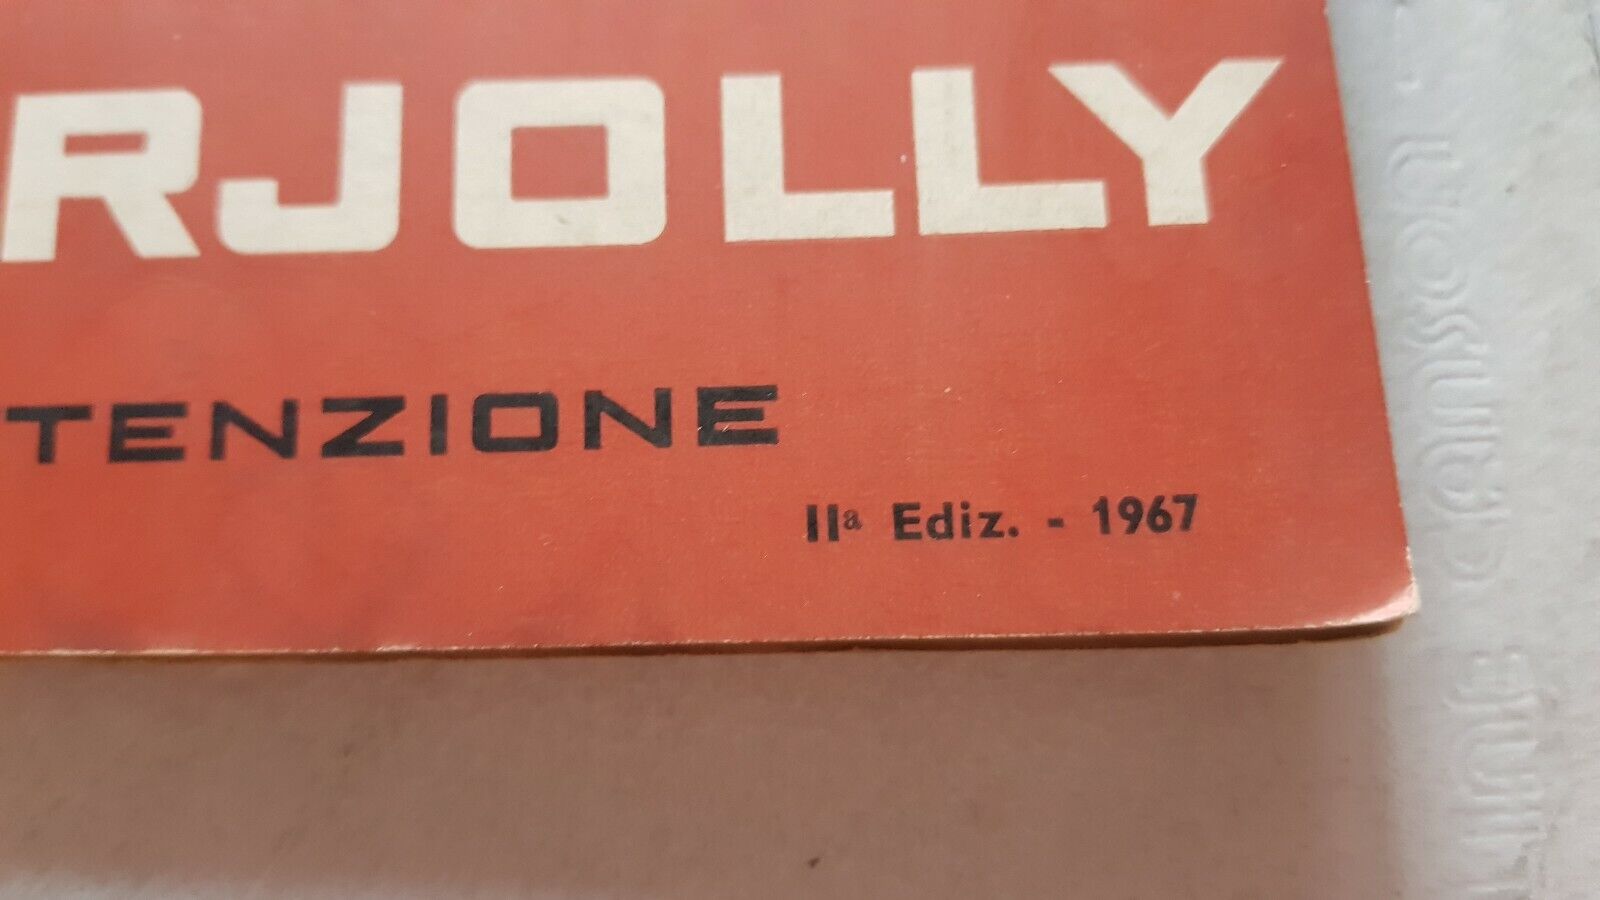 RJOLLY
TENZIONE
IIª Ediz. - 1967